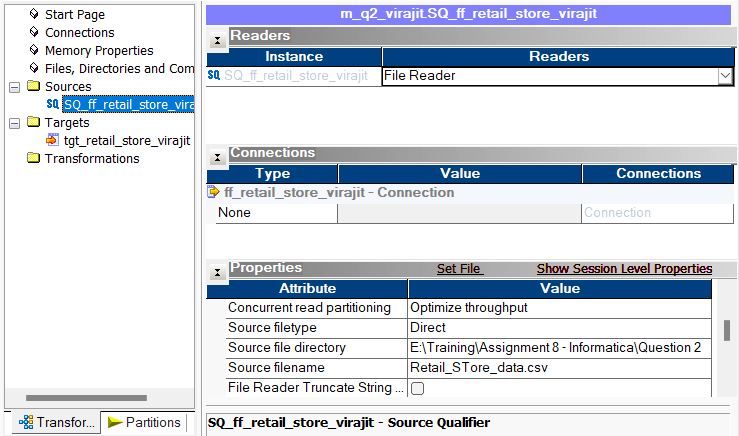 Start Page
Connections
Memory Properties
Files, Directories and Com
Sources
SQ SQ_ff_retail_store_vira
Targets
tgt_retail_store_virajit
Transformations
Transfor... Partitions
m_q2_virajit.SQ_ff_retail_store_virajit
Readers
Instance Readers
SQ SQ_ff_retail_store_virajit File Reader
Connections
Type Value Connections
ff_retail_store_virajit - Connection
None Connection
Properties Set File Show Session Level Properties
Attribute Value
Concurrent read partitioning Optimize throughput
Source filetype Direct
Source file directory E:\Training\Assignment 8 - Informatica\Question 2
Source filename Retail_STore_data.csv
File Reader Truncate String ...
SQ_ff_retail_store_virajit - Source Qualifier